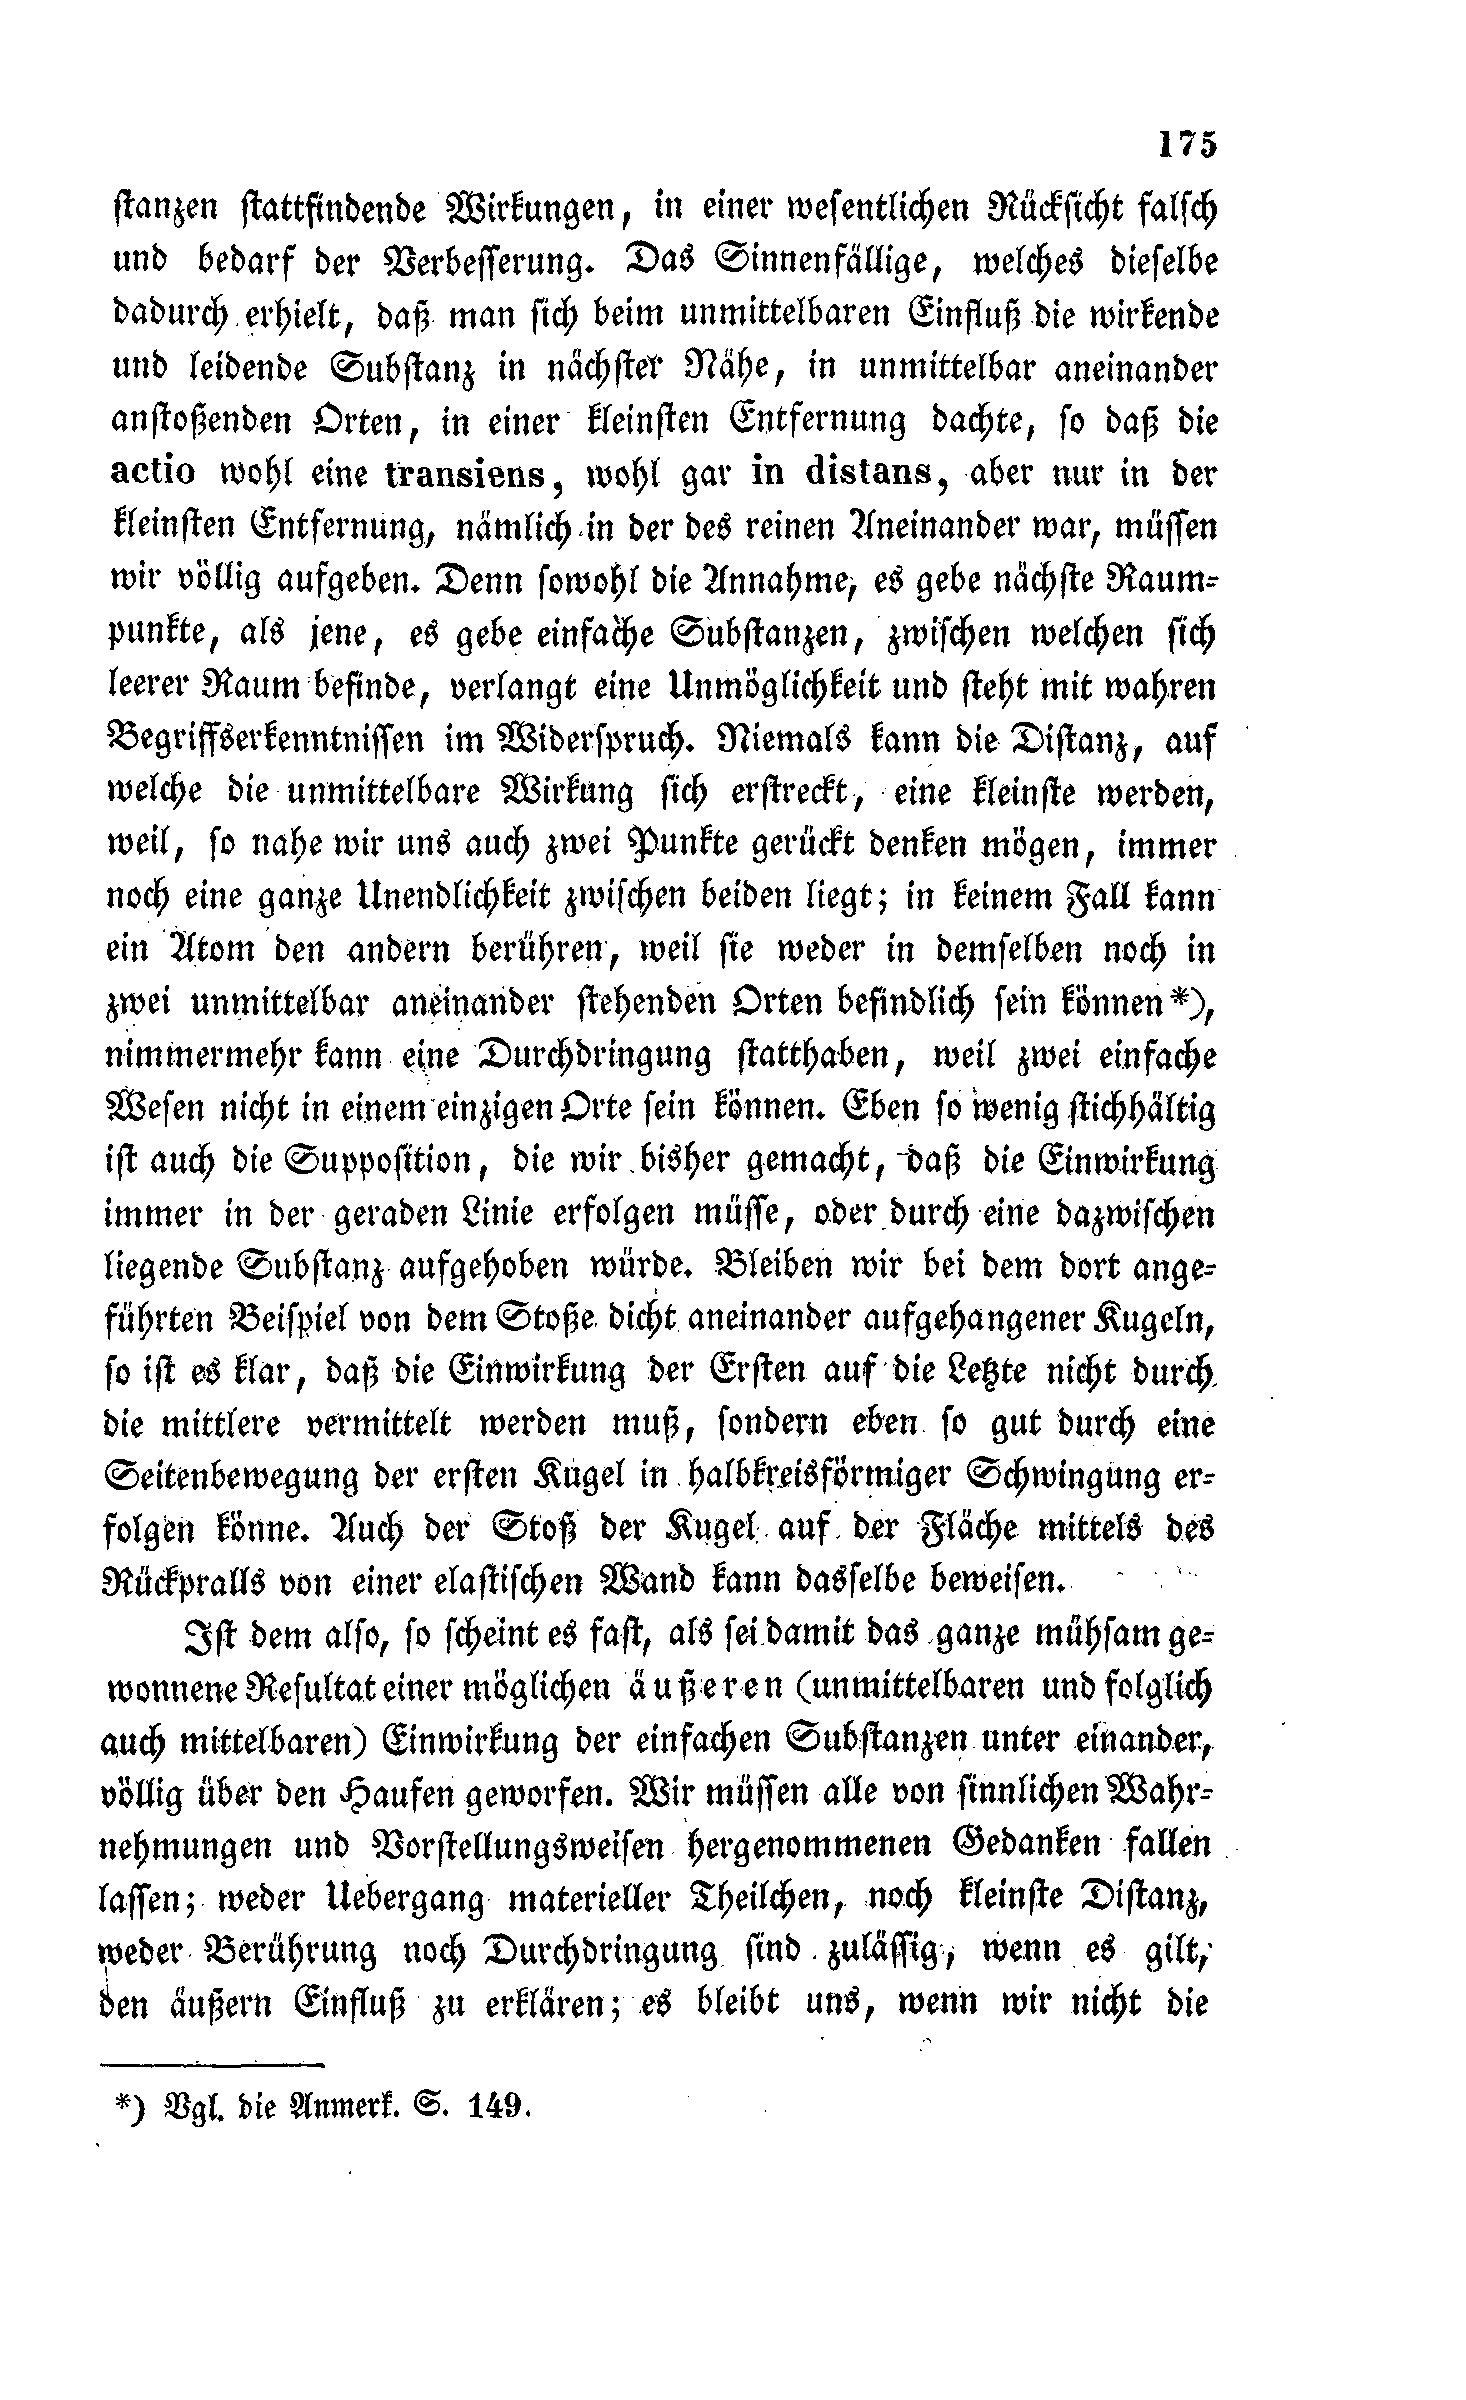 175
stanzen stattfindende Wirkungen, in einer wesentlichen Rücksicht falsch
und bedarf der Verbesserung. Das Sinnenfällige, welches dieselbe
dadurch erhielt, daß man sich beim unmittelbaren Einfluß die wirkende
und leidende Substanz in nächster Nähe, in unmittelbar aneinander
anstoßenden Orten, in einer kleinsten Entfernung dachte, so daß die
actio wohl eine transiens, wohl gar in distans, aber nur in der
kleinsten Entfernung, nämlich in der des reinen Aneinander war, müssen
wir völlig aufgeben. Denn sowohl die Annahme, es gebe nächste Raum-
punkte, als jene, es gebe einfache Substanzen, zwischen welchen sich
leerer Raum befinde, verlangt eine Unmöglichkeit und steht mit wahren
Begriffserkenntnissen im Widerspruch. Niemals kann die Distanz, auf
welche die unmittelbare Wirkung sich erstreckt, eine kleinste werden,
weil, so nahe wir uns auch zwei Punkte gerückt denken mögen, immer
noch eine ganze Unendlichkeit zwischen beiden liegt; in keinem Fall kann
ein Atom den andern berühren, weil sie weder in demselben noch in
zwei unmittelbar aneinander stehenden Orten befindlich sein können*),
nimmermehr kann eine Durchdringung statthaben, weil zwei einfache
Wesen nicht in einem einzigen Orte sein können. Eben so wenig stichhältig
ist auch die Supposition, die wir bisher gemacht, daß die Einwirkung
immer in der geraden Linie erfolgen müsse, oder durch eine dazwischen
liegende Substanz aufgehoben würde. Bleiben wir bei dem dort ange-
führten Beispiel von dem Stoße dicht aneinander aufgehangener Kugeln,
so ist es klar, daß die Einwirkung der Ersten auf die Letzte nicht durch
die mittlere vermittelt werden muß, sondern eben so gut durch eine
Seitenbewegung der ersten Kugel in halbkreisförmiger Schwingung er-
folgen könne. Auch der Stoß der Kugel auf der Fläche mittels des
Rückpralls von einer elastischen Wand kann dasselbe beweisen.
Ist dem also, so scheint es fast, als sei damit das ganze mühsam ge-
wonnene Resultat einer möglichen äußeren (unmittelbaren und folglich
auch mittelbaren) Einwirkung der einfachen Substanzen unter einander,
völlig über den Haufen geworfen. Wir müssen alle von sinnlichen Wahr-
nehmungen und Vorstellungsweisen hergenommenen Gedanken fallen
lassen; weder Uebergang materieller Theilchen, noch kleinste Distanz,
weder Berührung noch Durchdringung sind zulässig, wenn es gilt,
den äußern Einfluß zu erklären; es bleibt uns, wenn wir nicht die
*) Vgl. die Anmerk. S. 149.